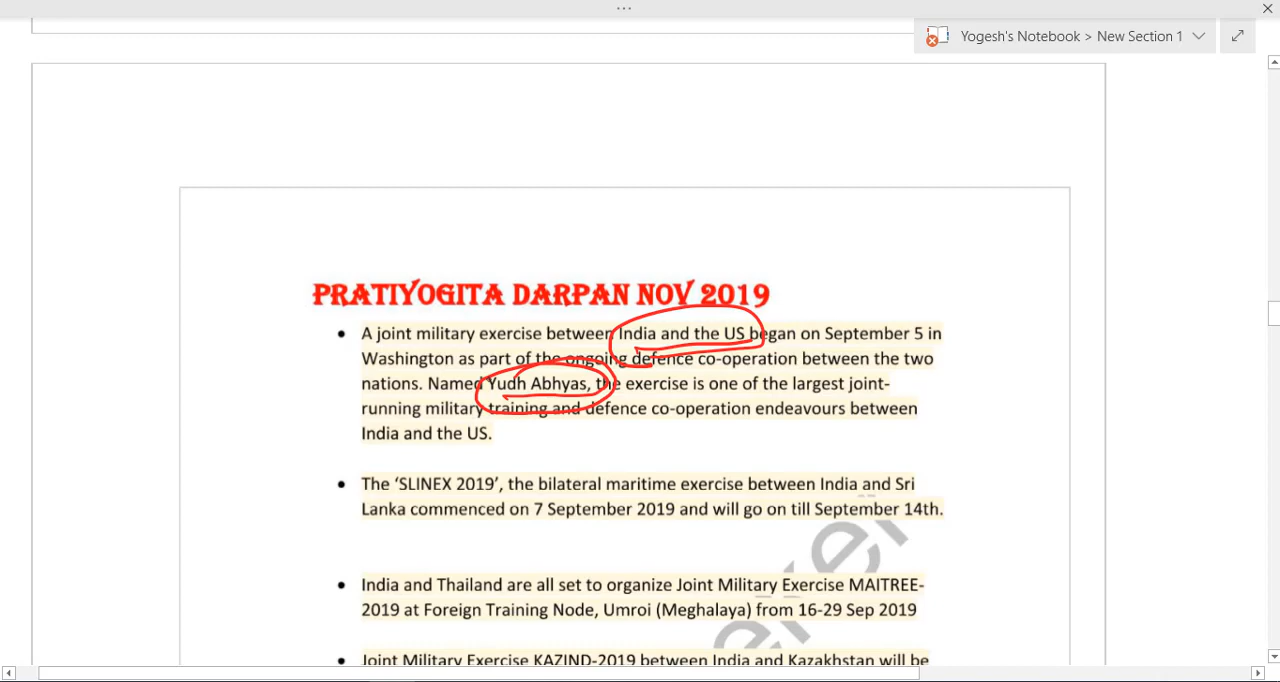 Yogesh's Notebook > New Section 1
PRATIYOGITA DARPAN NOV 2019
• A joint military exercise between India and the US began on September 5 in
Washington as part of the ongoing defence co-operation between the two
nations. Named Yudh Abhyas, the exercise is one of the largest joint-
running military training and defence co-operation endeavours between
India and the US.
• The ‘SLINEX 2019’, the bilateral maritime exercise between India and Sri
Lanka commenced on 7 September 2019 and will go on till September 14th.
• India and Thailand are all set to organize Joint Military Exercise MAITREE-
2019 at Foreign Training Node, Umroi (Meghalaya) from 16-29 Sep 2019
• Joint Military Exercise KAZIND-2019 between India and Kazakhstan will be